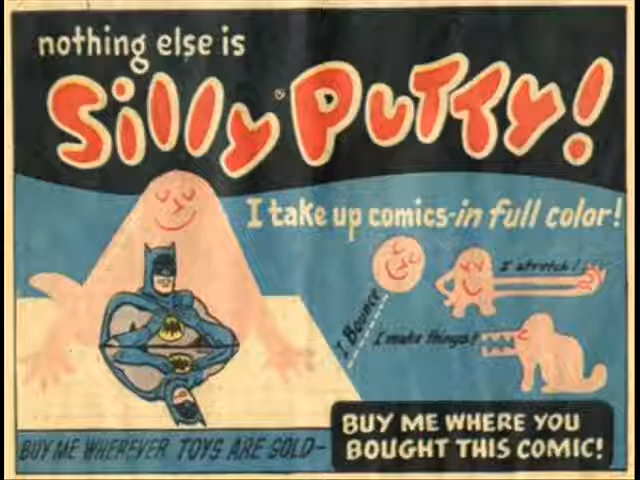 nothing else is
Silly® Putty!
I take up comics-in full color!
I stretch!
I Bounce
I make things!
BUY ME WHEREVER TOYS ARE SOLD-
BUY ME WHERE YOU
BOUGHT THIS COMIC!